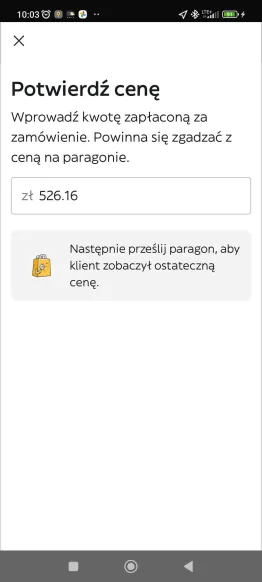 10:03
Potwierdź cenę
Wprowadź kwotę zapłaconą za
zamówienie. Powinna się zgadzać z
ceną na paragonie.
zł 526.16
Następnie prześlij paragon, aby
klient zobaczył ostateczną
cenę.